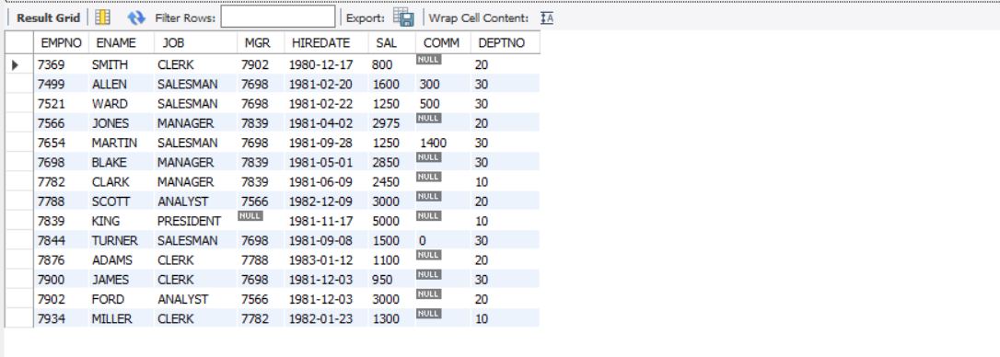 Result Grid Filter Rows: Export: Wrap Cell Content: IA
EMPNO ENAME JOB MGR HIREDATE SAL COMM DEPTNO
7369 SMITH CLERK 7902 1980-12-17 800 NULL 20
7499 ALLEN SALESMAN 7698 1981-02-20 1600 300 30
7521 WARD SALESMAN 7698 1981-02-22 1250 500 30
7566 JONES MANAGER 7839 1981-04-02 2975 NULL 20
7654 MARTIN SALESMAN 7698 1981-09-28 1250 1400 30
7698 BLAKE MANAGER 7839 1981-05-01 2850 NULL 30
7782 CLARK MANAGER 7839 1981-06-09 2450 NULL 10
7788 SCOTT ANALYST 7566 1982-12-09 3000 NULL 20
7839 KING PRESIDENT NULL 1981-11-17 5000 NULL 10
7844 TURNER SALESMAN 7698 1981-09-08 1500 0 30
7876 ADAMS CLERK 7788 1983-01-12 1100 NULL 20
7900 JAMES CLERK 7698 1981-12-03 950 NULL 30
7902 FORD ANALYST 7566 1981-12-03 3000 NULL 20
7934 MILLER CLERK 7782 1982-01-23 1300 NULL 10